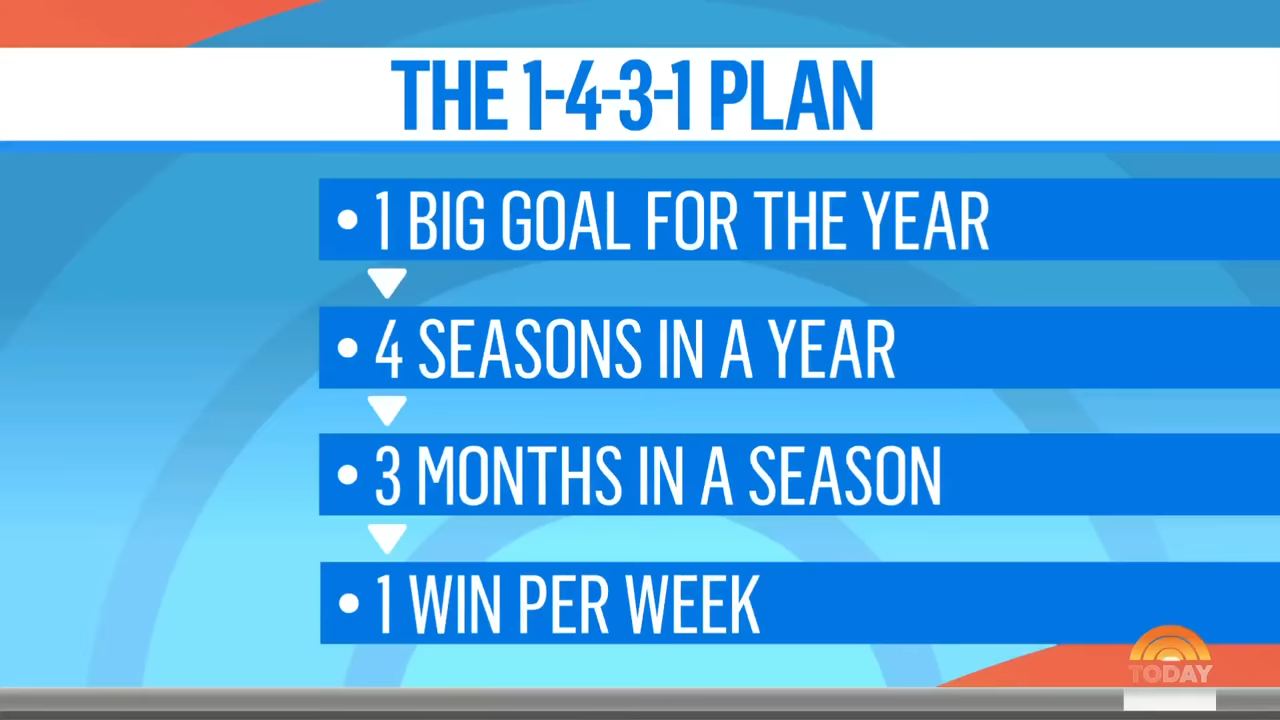 THE 1-4-3-1 PLAN
• 1 BIG GOAL FOR THE YEAR
• 4 SEASONS IN A YEAR
• 3 MONTHS IN A SEASON
• 1 WIN PER WEEK
TODAY